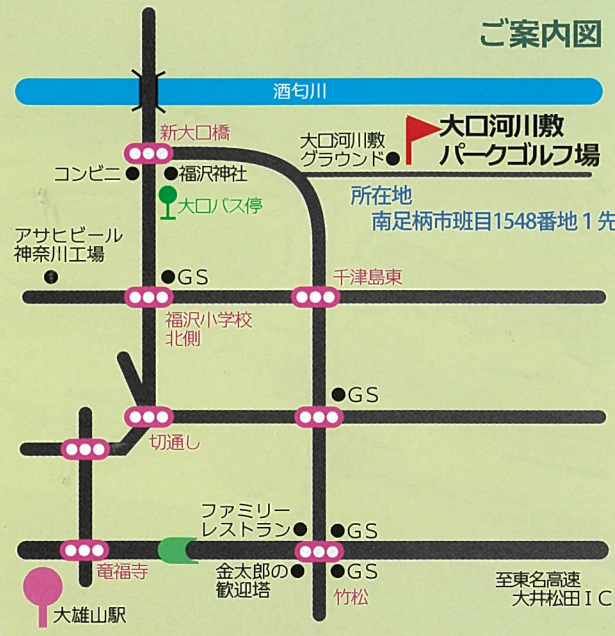 ご案内図
酒匂川
新大口橋
大口河川敷
グラウンド
大口河川敷
パークゴルフ場
コンビニ
福沢神社
大口バス停
所在地
南足柄市班目1548番地1先
アサヒビール
神奈川工場
GS
千津島東
福沢小学校
北側
GS
切通し
ファミリー
レストラン
GS
竜福寺
金太郎の
歓迎塔
GS
竹松
至東名高速
大井松田IC
大雄山駅